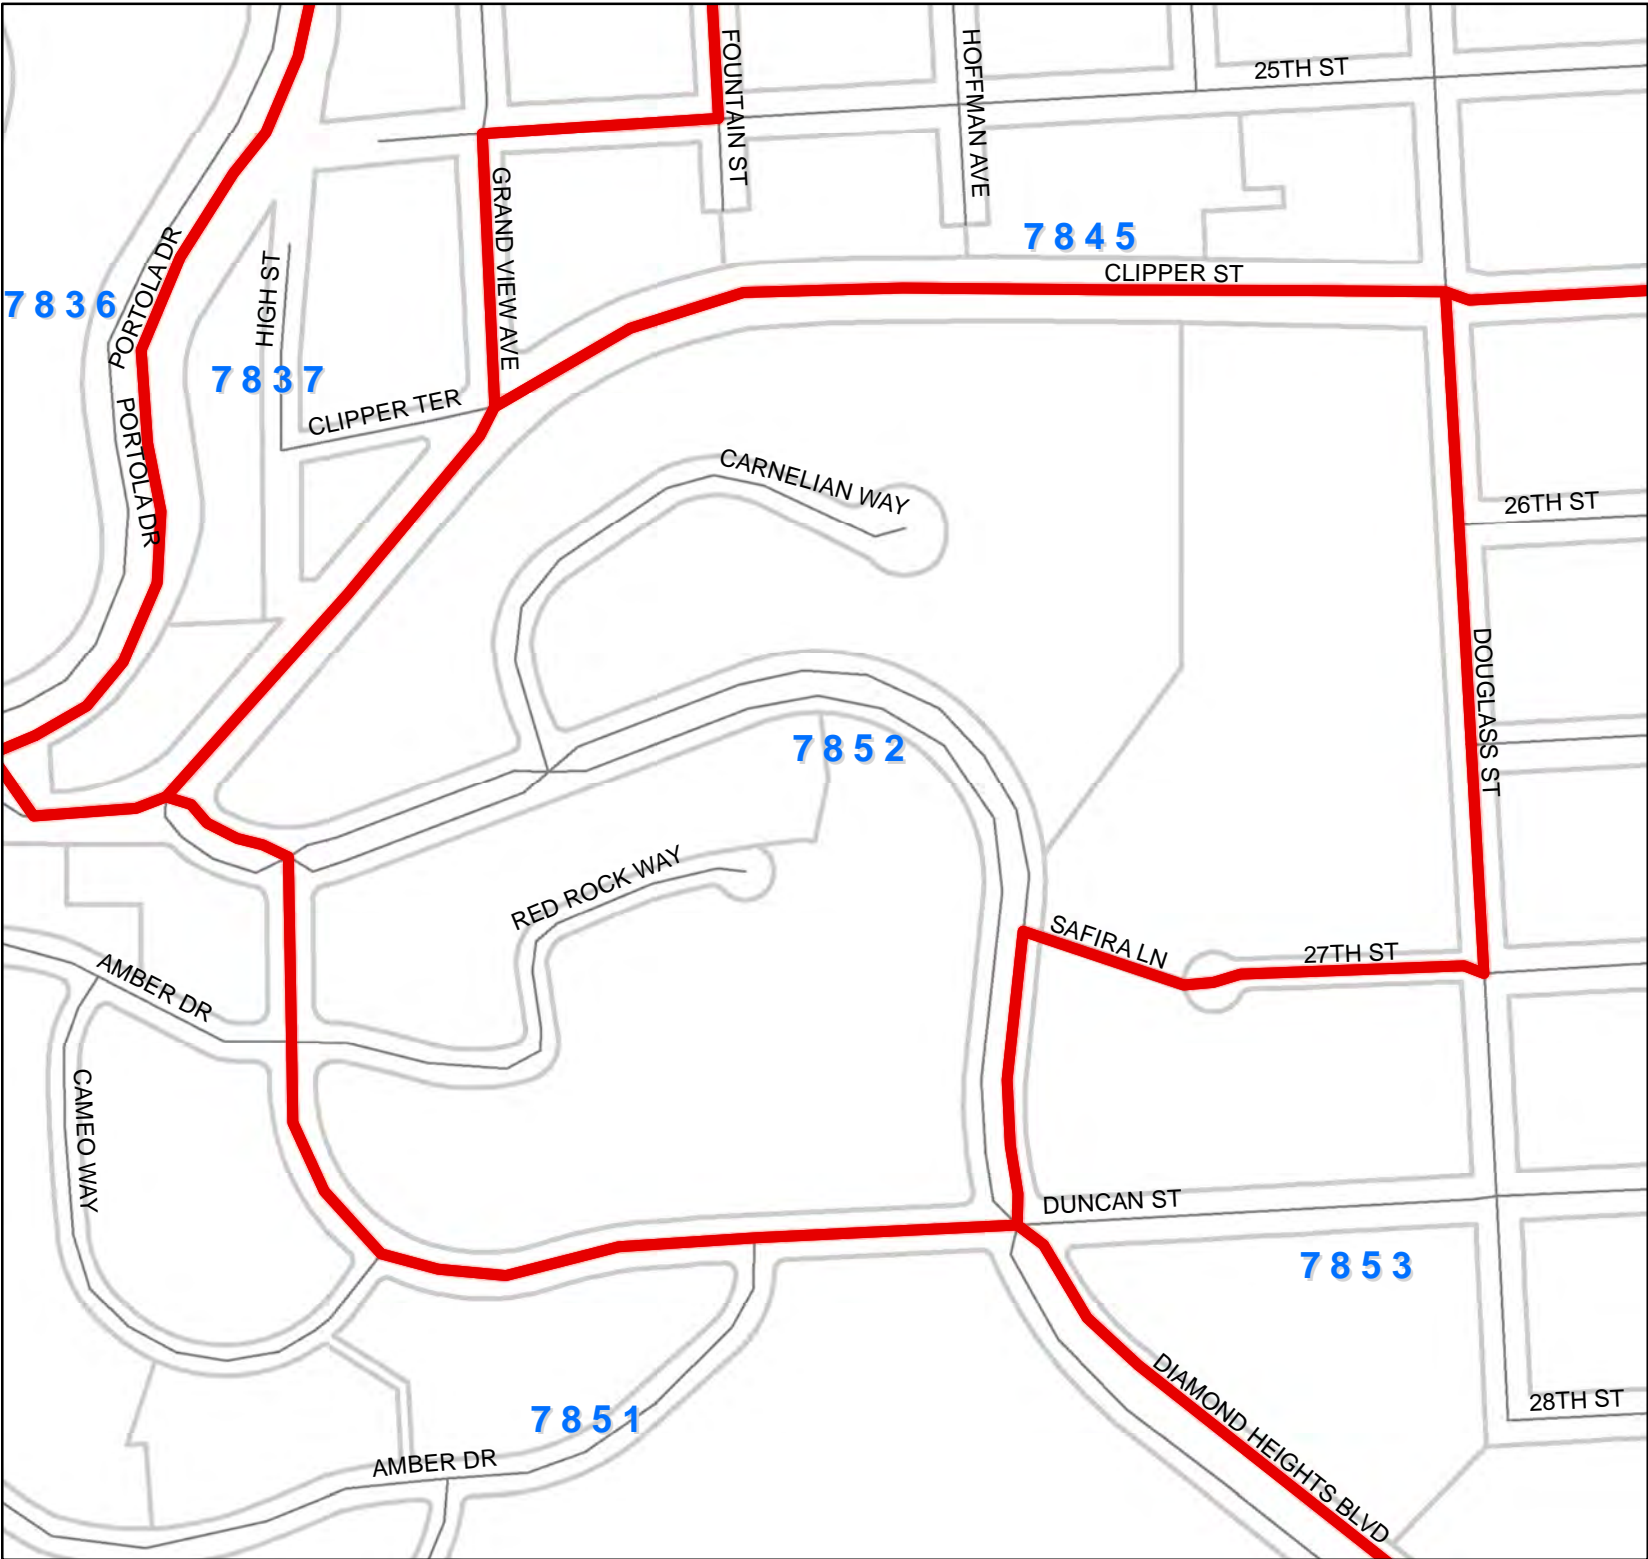 FOUNTAIN ST
HOFFMAN AVE
25TH ST
GRAND VIEW AVE
PORTOLA DR
HIGH ST
7845
CLIPPER ST
7836
7837
CLIPPER TER
PORTOLA DR
CARNELIAN WAY
26TH ST
DOUGLASS ST
7852
RED ROCK WAY
SAFIRA LN
27TH ST
AMBER DR
CAMEO WAY
DUNCAN ST
7853
DIAMOND HEIGHTS BLVD
28TH ST
7851
AMBER DR